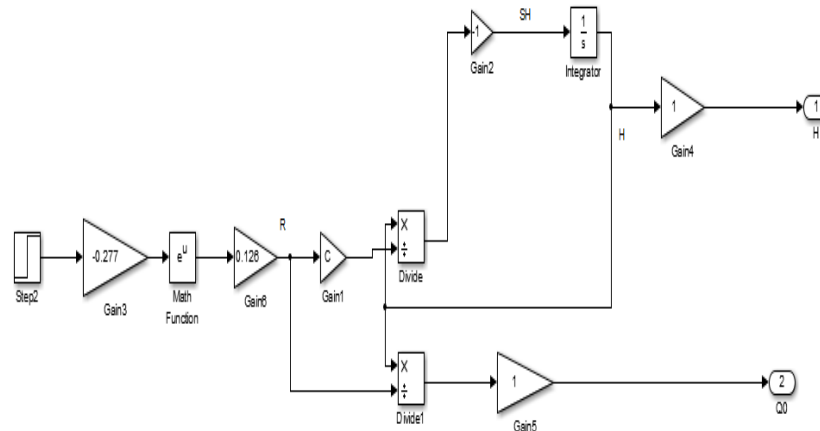 SH
-1
1
s
Gain2
Integrator
1
1
H
H
Gain4
R
-0.277
e^u
0.126
C
×
÷
Step2
Gain3
Math
Function
Gain6
Gain1
Divide
×
÷
1
2
Divide1
Gain5
Q0